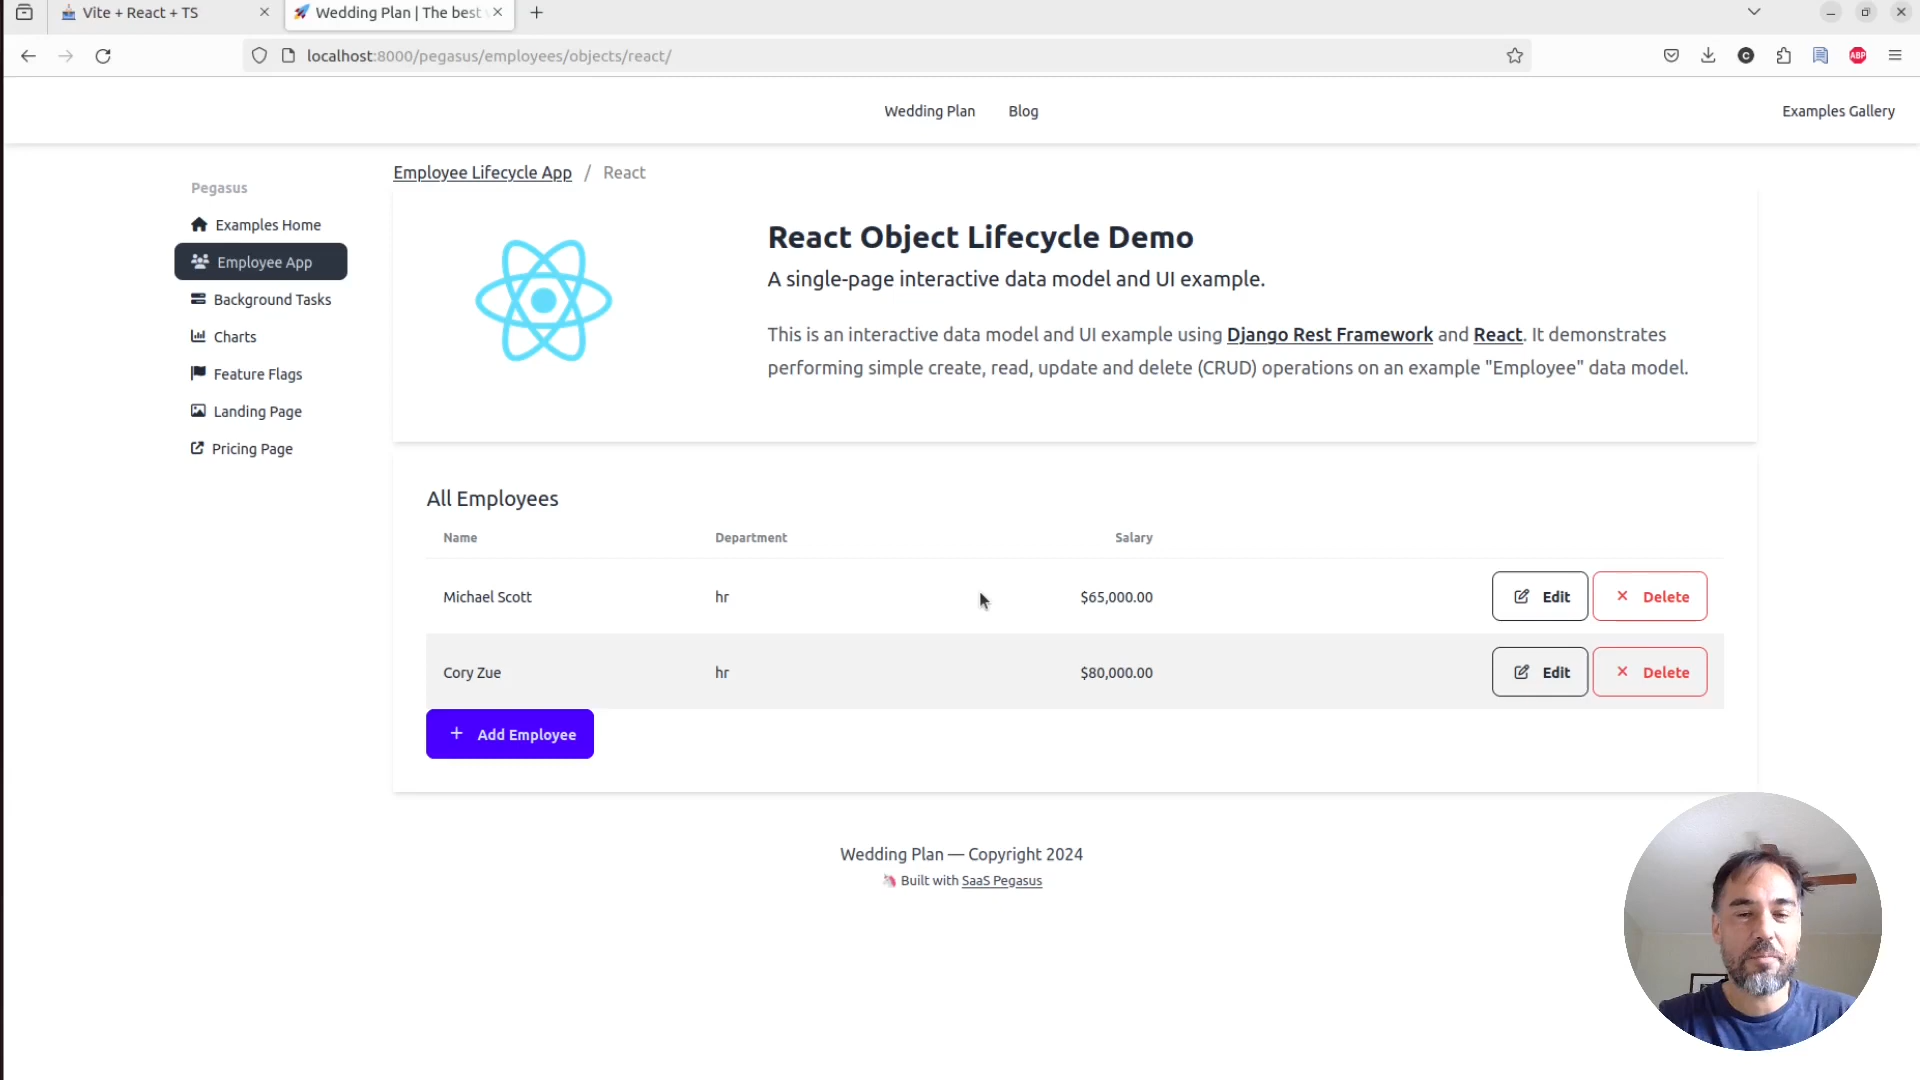 Vite + React + TS
Wedding Plan | The best
localhost:8000/pegasus/employees/objects/react/
ABP
Wedding Plan
Blog
Examples Gallery
Pegasus
Examples Home
Employee App
Background Tasks
Charts
Feature Flags
Landing Page
Pricing Page
Employee Lifecycle App / React
React Object Lifecycle Demo
A single-page interactive data model and UI example.
This is an interactive data model and UI example using Django Rest Framework and React. It demonstrates
performing simple create, read, update and delete (CRUD) operations on an example "Employee" data model.
All Employees
Name Department Salary
Michael Scott hr $65,000.00 Edit Delete
Cory Zue hr $80,000.00 Edit Delete
+ Add Employee
Wedding Plan — Copyright 2024
Built with SaaS Pegasus